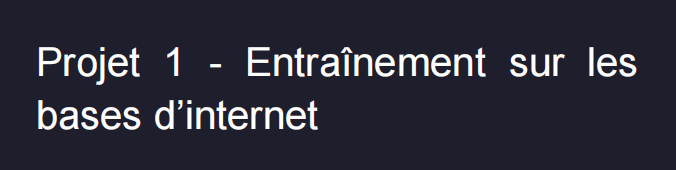 Projet 1 - Entraînement sur les
bases d’internet